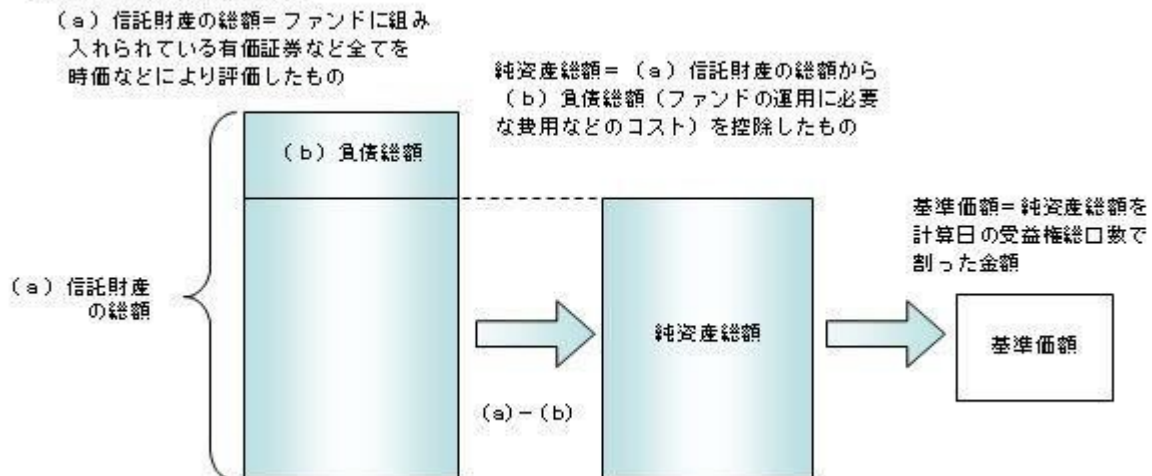 (a)信託財産の総額=ファンドに組み
入れられている有価証券など全てを
時価などにより評価したもの
純資産総額=(a)信託財産の総額から
(b)負債総額(ファンドの運用に必要
な費用などのコスト)を控除したもの
(b)負債総額
基準価額=純資産総額を
計算日の受益権総口数で
割った金額
(a)信託財産
の総額
純資産総額
基準価額
(a)-(b)